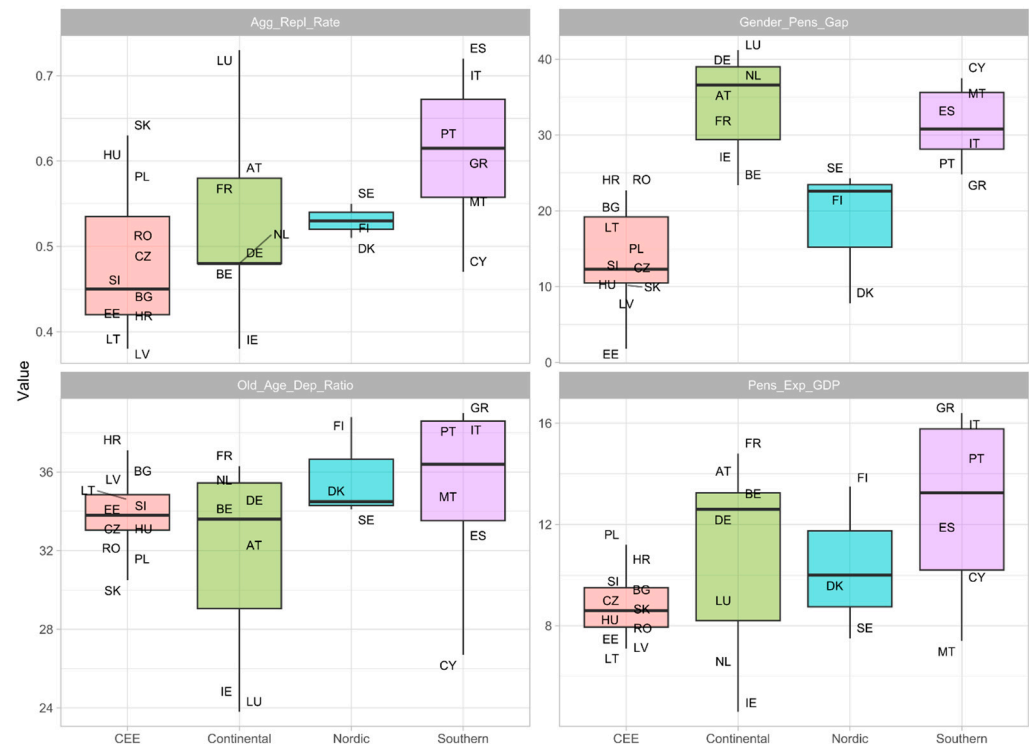 Agg_Repl_Rate
Gender_Pens_Gap
ES
LU
LU
IT
DE
NL
CY
0.7
40
SK
PT
AT
MT
HU
FR
ES
GR
30
IE
IT
0.6
PL
AT
FR
SE
MT
HR RO
BE
SE
PT
GR
RO
NL
FI
BG
FI
20
CZ
DE
DK
CY
LT
0.5
SI
BE
PL
BG
SI CZ
EE HR
HU SK
DK
10
LV
0.4
LT
IE
LV
EE
0
Value
Old_Age_Dep_Ratio
Pens_Exp_GDP
GR
GR
HR
FI
PT IT
IT
16
BG
FR
FR
PT
LV
NL
AT
FI
36
LT
SI
DE
DK
MT
BE
EE
BE
DE
ES
CZ HU
SE
ES
12
RO
AT
PL
PL
HR
32
SK
SI BG
DK
CY
CZ SK
LU
HU
RO
SE
8
28
EE
LV
MT
CY
LT
NL
IE
LU
IE
24
CEE
Continental
Nordic
Southern
CEE
Continental
Nordic
Southern